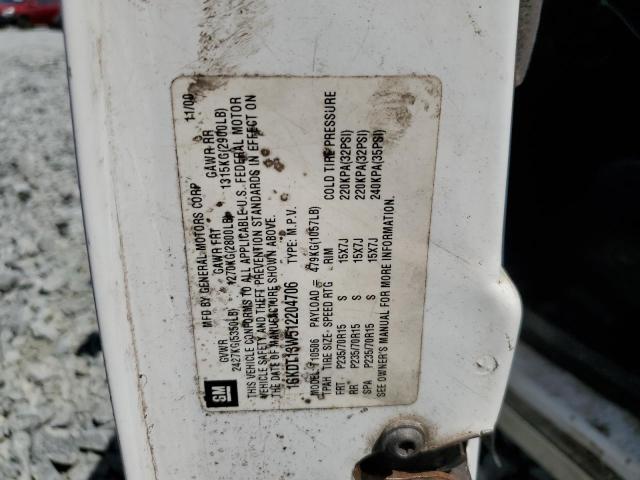 MFD BY GENERAL MOTORS CORP 11/00
GVWR GAWR FRT GAWR RR
2427KG(5350LB) 1270KG(2800LB) 1315KG(2900LB)
THIS VEHICLE CONFORMS TO ALL APPLICABLE U.S. FEDERAL MOTOR
VEHICLE SAFETY AND THEFT PREVENTION STANDARDS IN EFFECT ON
THE DATE OF MANUFACTURE SHOWN ABOVE.
1GKDT13W512204706 TYPE: M.P.V.
MODEL: T10506 PAYLOAD = 479KG(1057LB)
TPAH TIRE SIZE- SPEED RTG RIM COLD TIRE PRESSURE
FRT P235/70R15 S 15X7J 220KPA(32PSI)
RR P235/70R15 S 15X7J 220KPA(32PSI)
SPA P235/70R15 S 15X7J 240KPA(35PSI)
SEE OWNER'S MANUAL FOR MORE INFORMATION.
GM